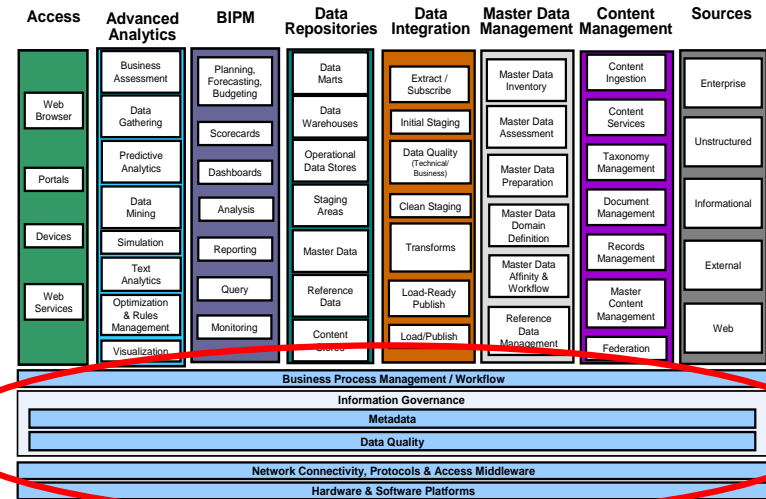 Access
Advanced
Analytics
BIPM
Data
Repositories
Data
Integration
Master Data
Management
Content
Management
Sources
Web
Browser
Portals
Devices
Web
Services
Business
Assessment
Data
Gathering
Predictive
Analytics
Data
Mining
Simulation
Text
Analytics
Optimization
& Rules
Management
Visualization
Planning,
Forecasting,
Budgeting
Scorecards
Dashboards
Analysis
Reporting
Query
Monitoring
Data
Marts
Data
Warehouses
Operational
Data Stores
Staging
Areas
Master Data
Reference
Data
Content
Stores
Extract /
Subscribe
Initial Staging
Data Quality
(Technical/
Business)
Clean Staging
Transforms
Load-Ready
Publish
Load/Publish
Master Data
Inventory
Master Data
Assessment
Master Data
Preparation
Master Data
Domain
Definition
Master Data
Affinity &
Workflow
Reference
Data
Management
Content
Ingestion
Content
Services
Taxonomy
Management
Document
Management
Records
Management
Master
Content
Management
Federation
Enterprise
Unstructured
Informational
External
Web
Business Process Management / Workflow
Information Governance
Metadata
Data Quality
Network Connectivity, Protocols & Access Middleware
Hardware & Software Platforms